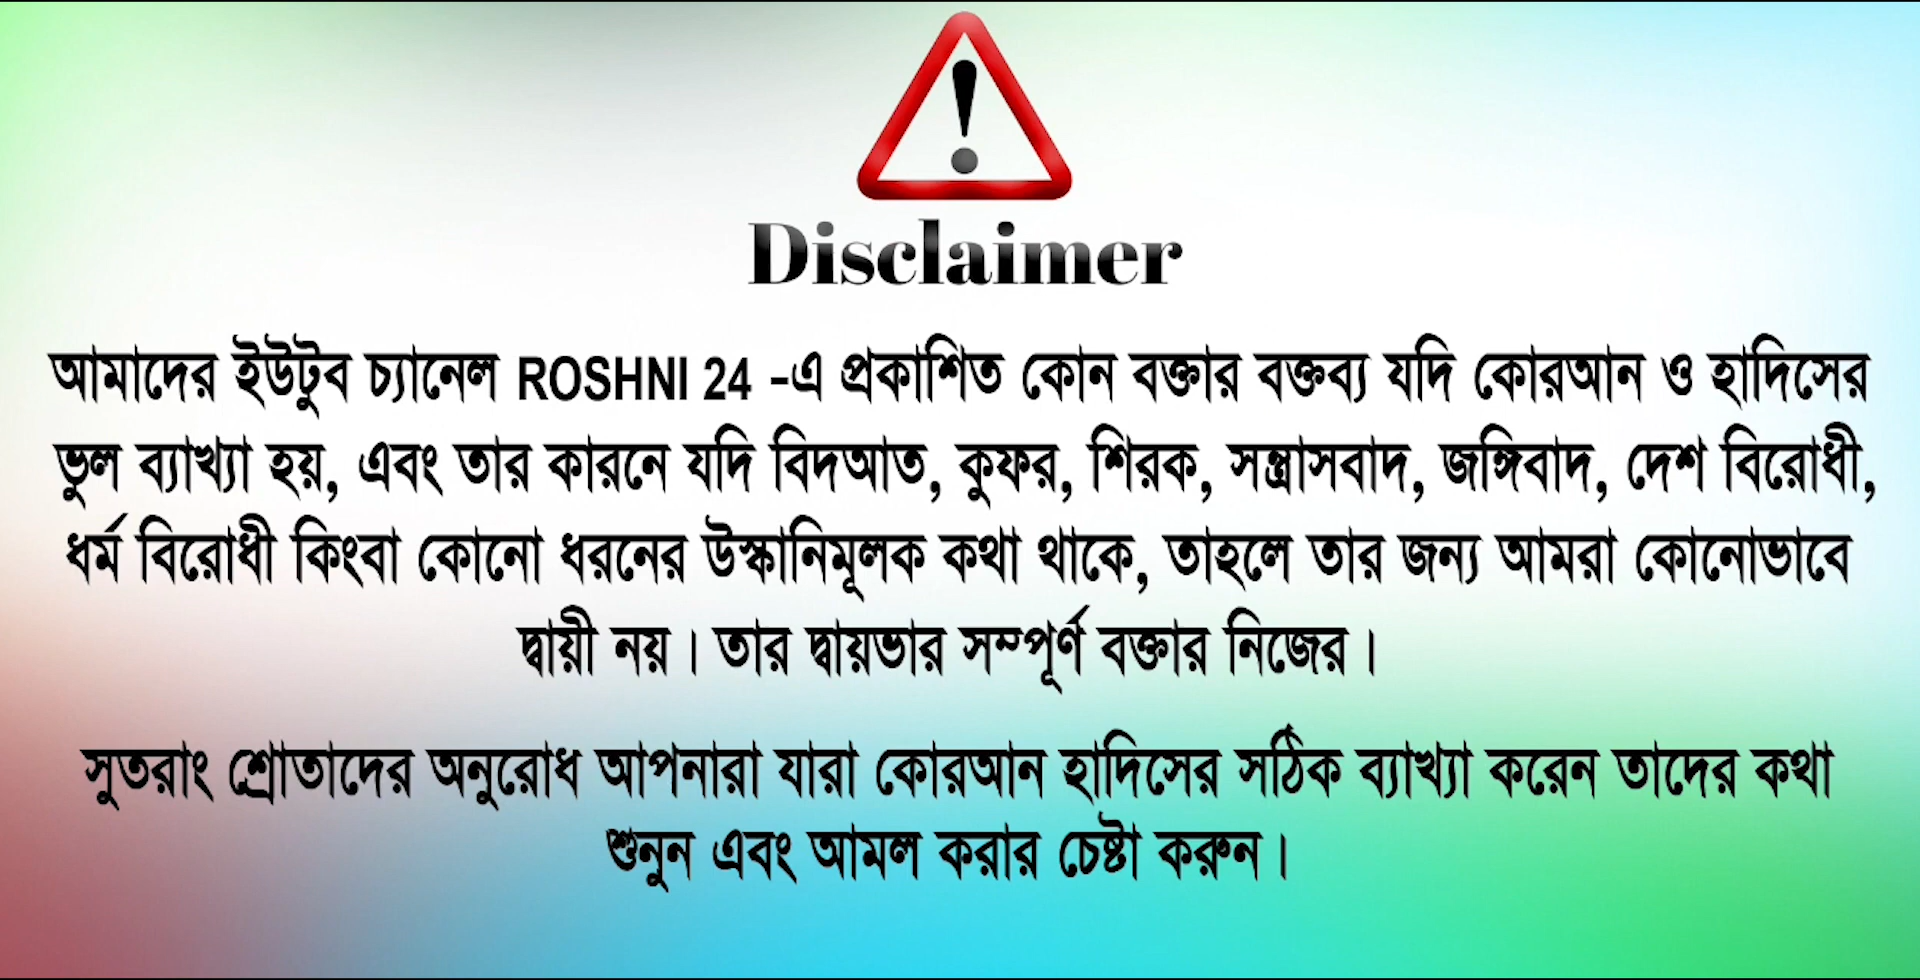 Disclaimer
আমাদের ইউটুব চ্যানেল ROSHNI 24 -এ প্রকাশিত কোন বক্তার বক্তব্য যদি কোরআন ও হাদিসের
ভুল ব্যাখ্যা হয়, এবং তার কারনে যদি বিদআত, কুফর, শিরক, সন্ত্রাসবাদ, জঙ্গিবাদ, দেশ বিরোধী,
ধর্ম বিরোধী কিংবা কোনো ধরনের উস্কানিমূলক কথা থাকে, তাহলে তার জন্য আমরা কোনোভাবে
দ্বায়ী নয়। তার দ্বায়ভার সম্পূর্ণ বক্তার নিজের।
সুতরাং শ্রোতাদের অনুরোধ আপনারা যারা কোরআন হাদিসের সঠিক ব্যাখ্যা করেন তাদের কথা
শুনুন এবং আমল করার চেষ্টা করুন।